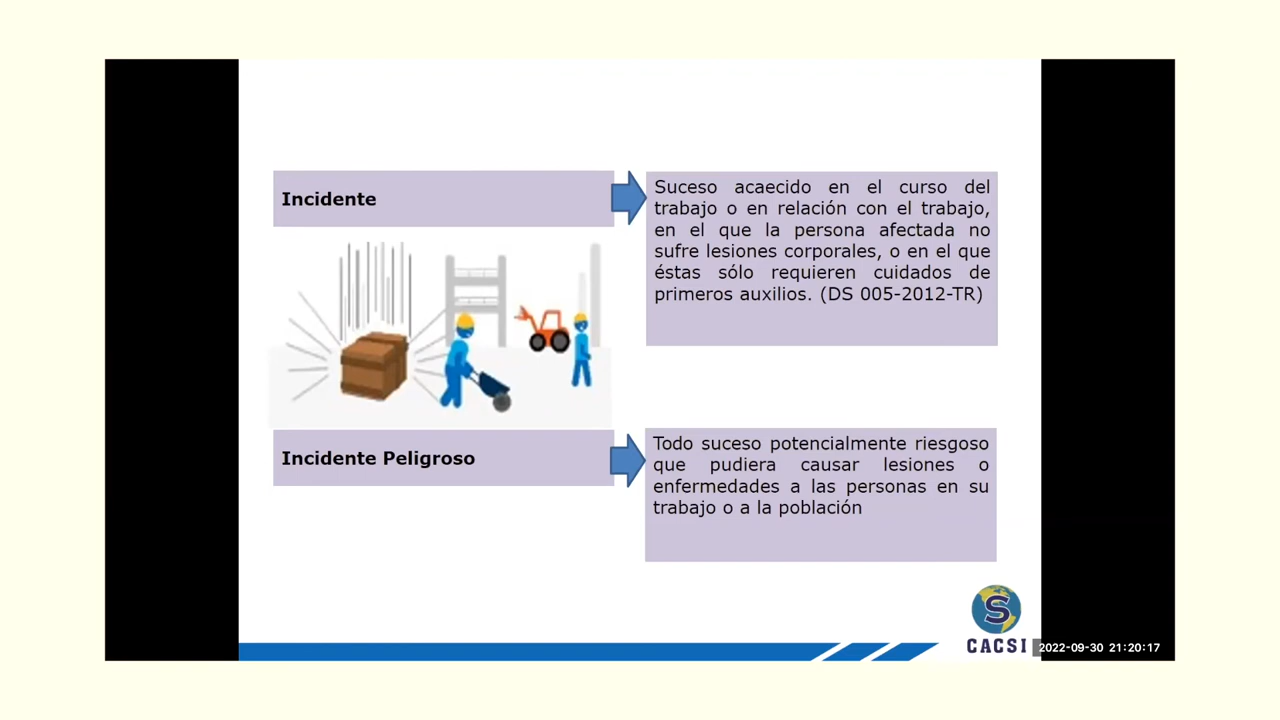 Incidente
Suceso acaecido en el curso del
trabajo o en relación con el trabajo,
en el que la persona afectada no
sufre lesiones corporales, o en el que
éstas sólo requieren cuidados de
primeros auxilios. (DS 005-2012-TR)
Incidente Peligroso
Todo suceso potencialmente riesgoso
que pudiera causar lesiones o
enfermedades a las personas en su
trabajo o a la población
S
CACSI
2022-09-30 21:20:17